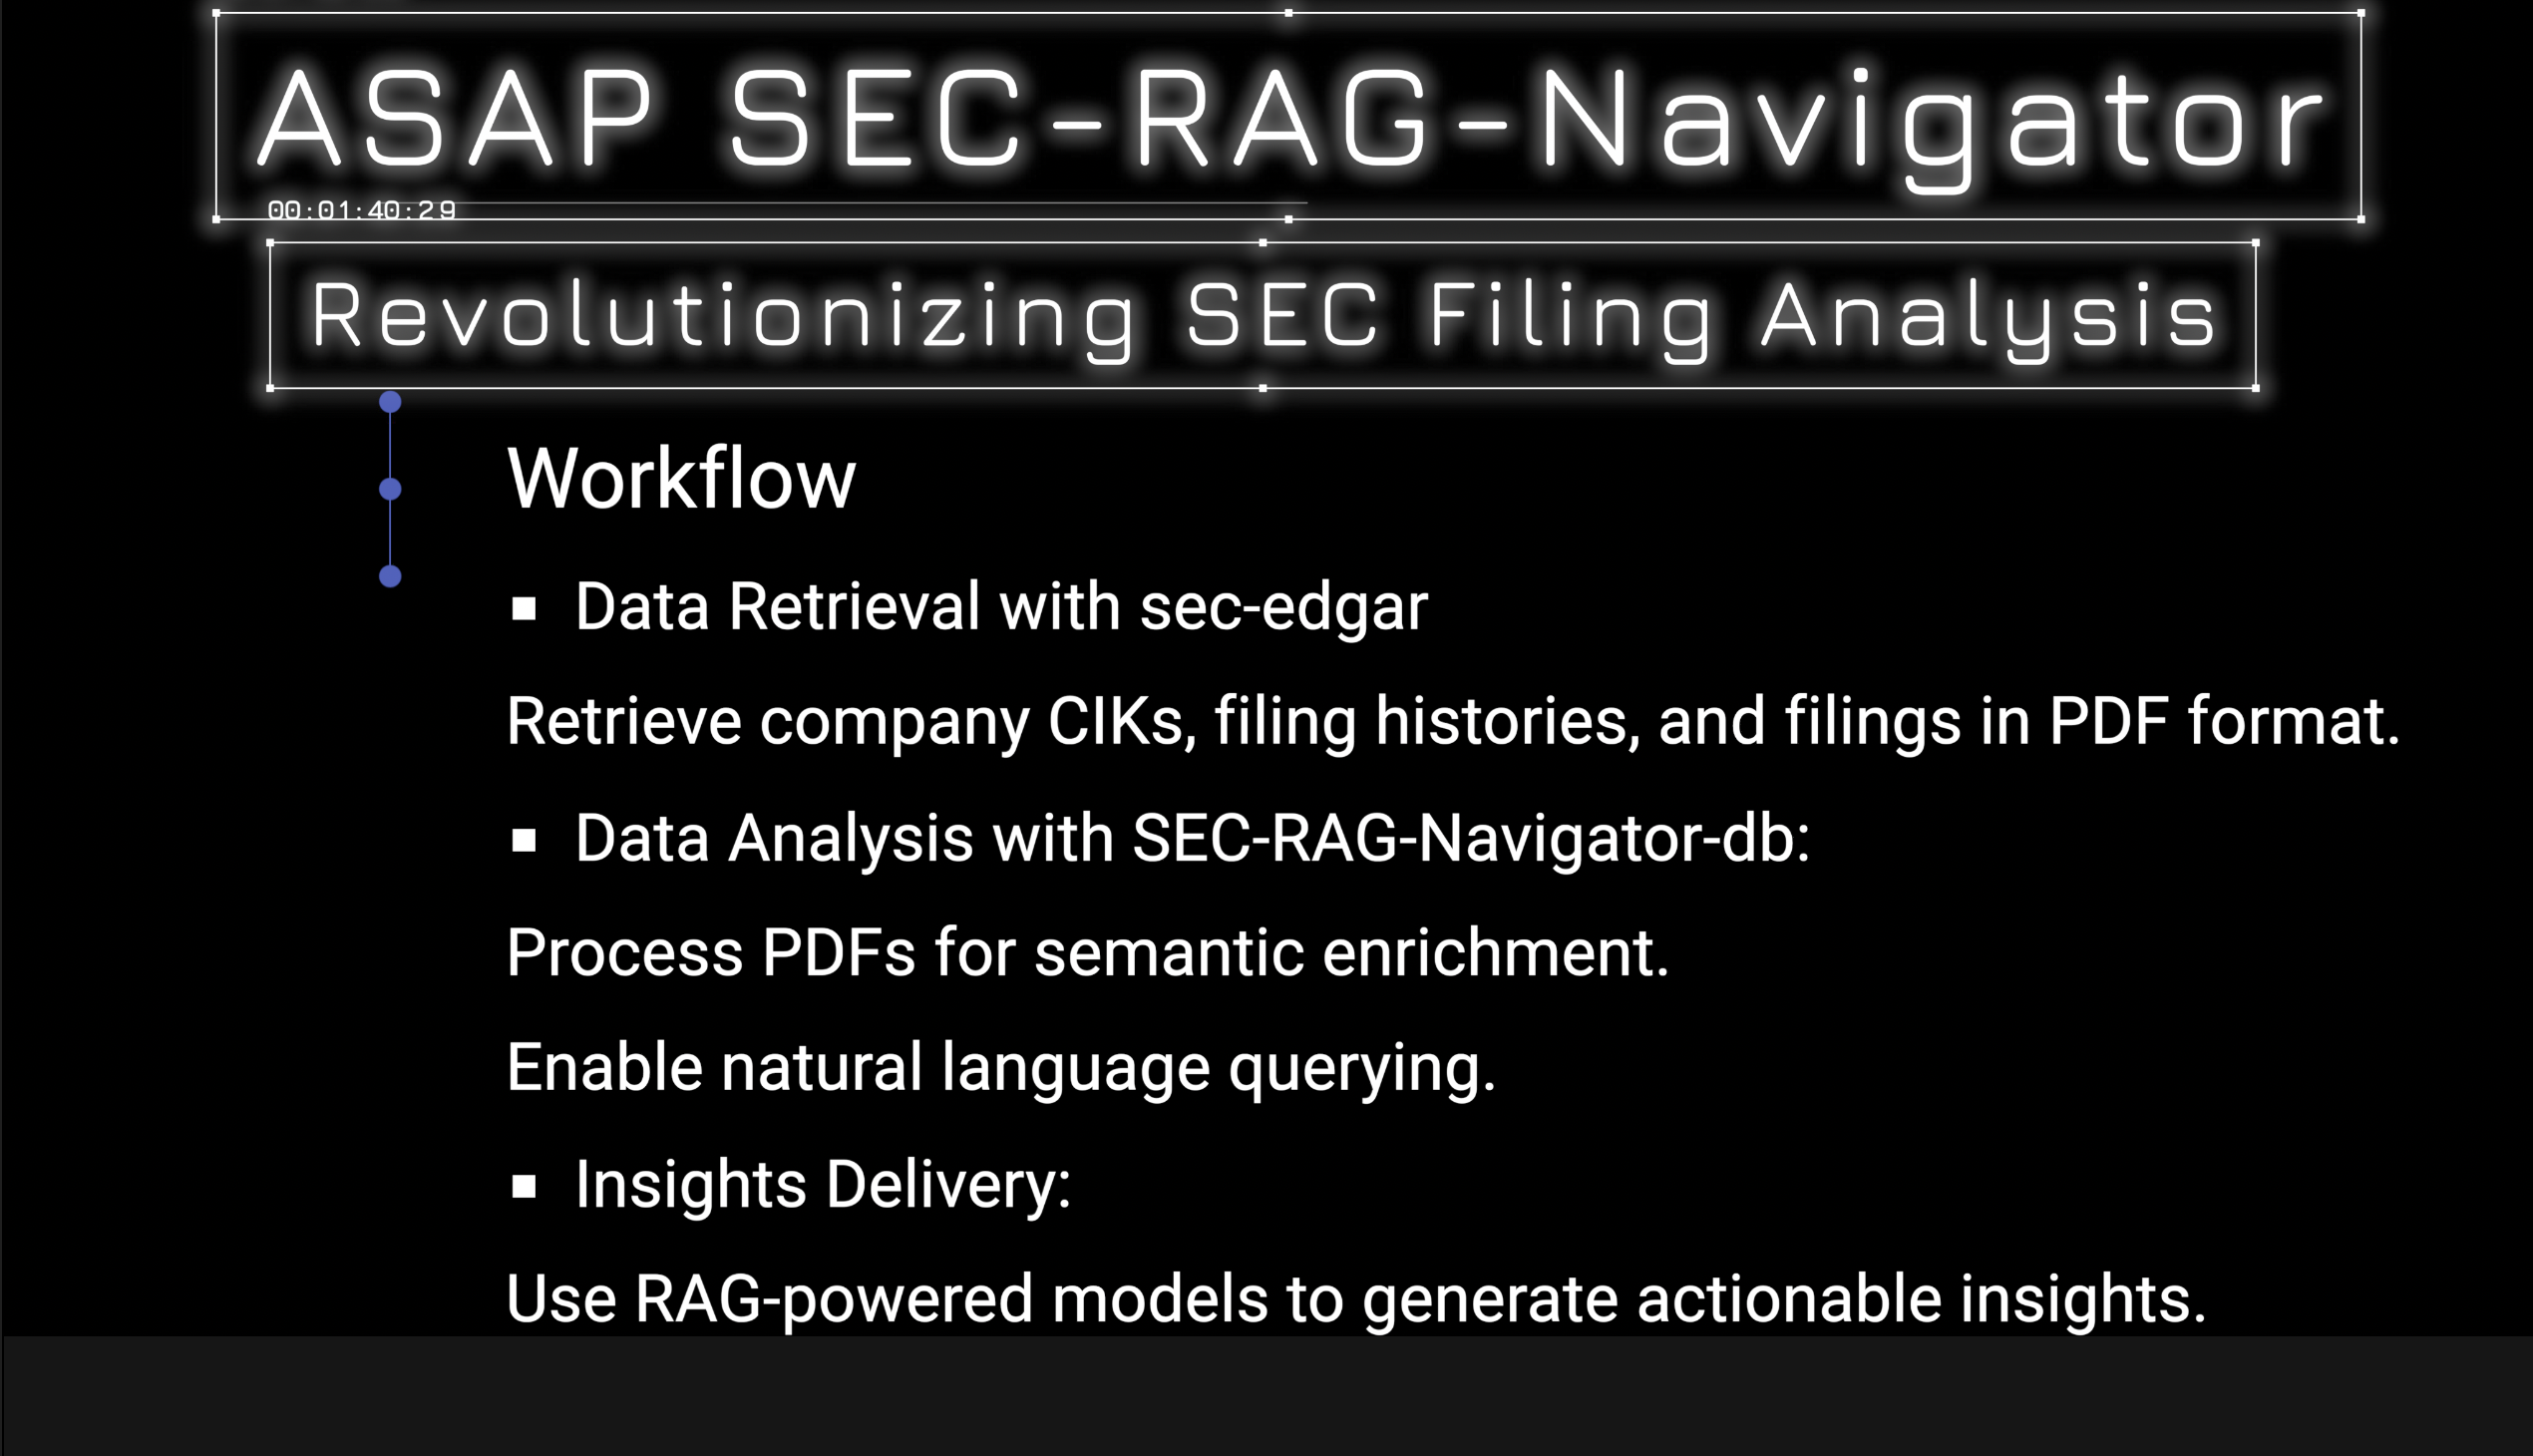 ASAP SEC-RAG-Navigator
00:01:40:29
Revolutionizing SEC Filing Analysis
Workflow
▪ Data Retrieval with sec-edgar
Retrieve company CIKs, filing histories, and filings in PDF format.
▪ Data Analysis with SEC-RAG-Navigator-db:
Process PDFs for semantic enrichment.
Enable natural language querying.
▪ Insights Delivery:
Use RAG-powered models to generate actionable insights.